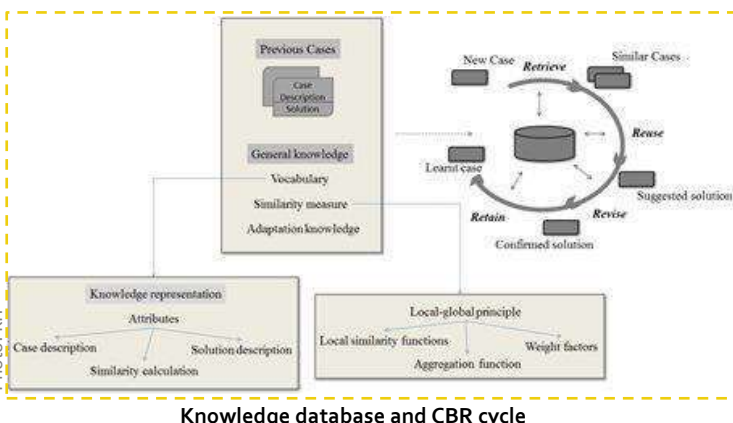 Previous Cases
Case
Description
Solution
General knowledge
Vocabulary
Similarity measure
Adaptation knowledge
New Case
Retrieve
Similar Cases
Reuse
Learnt case
Suggested solution
Retain
Revise
Confirmed solution
Knowledge representation
Attributes
Case description
Solution description
Similarity calculation
Local-global principle
Local similarity functions
Weight factors
Aggregation function
Knowledge database and CBR cycle